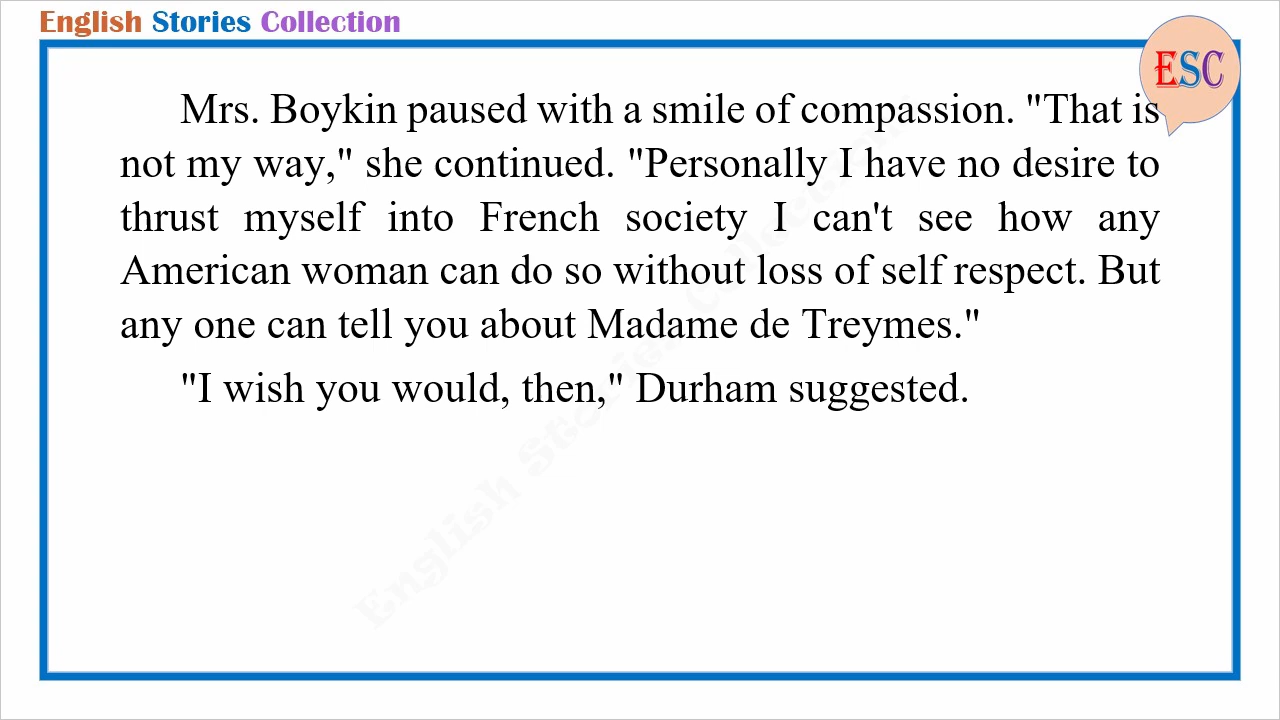 English Stories Collection
ESC
Mrs. Boykin paused with a smile of compassion. "That is
not my way," she continued. "Personally I have no desire to
thrust myself into French society I can't see how any
American woman can do so without loss of self respect. But
any one can tell you about Madame de Treymes."
"I wish you would, then," Durham suggested.
English Stories Collection